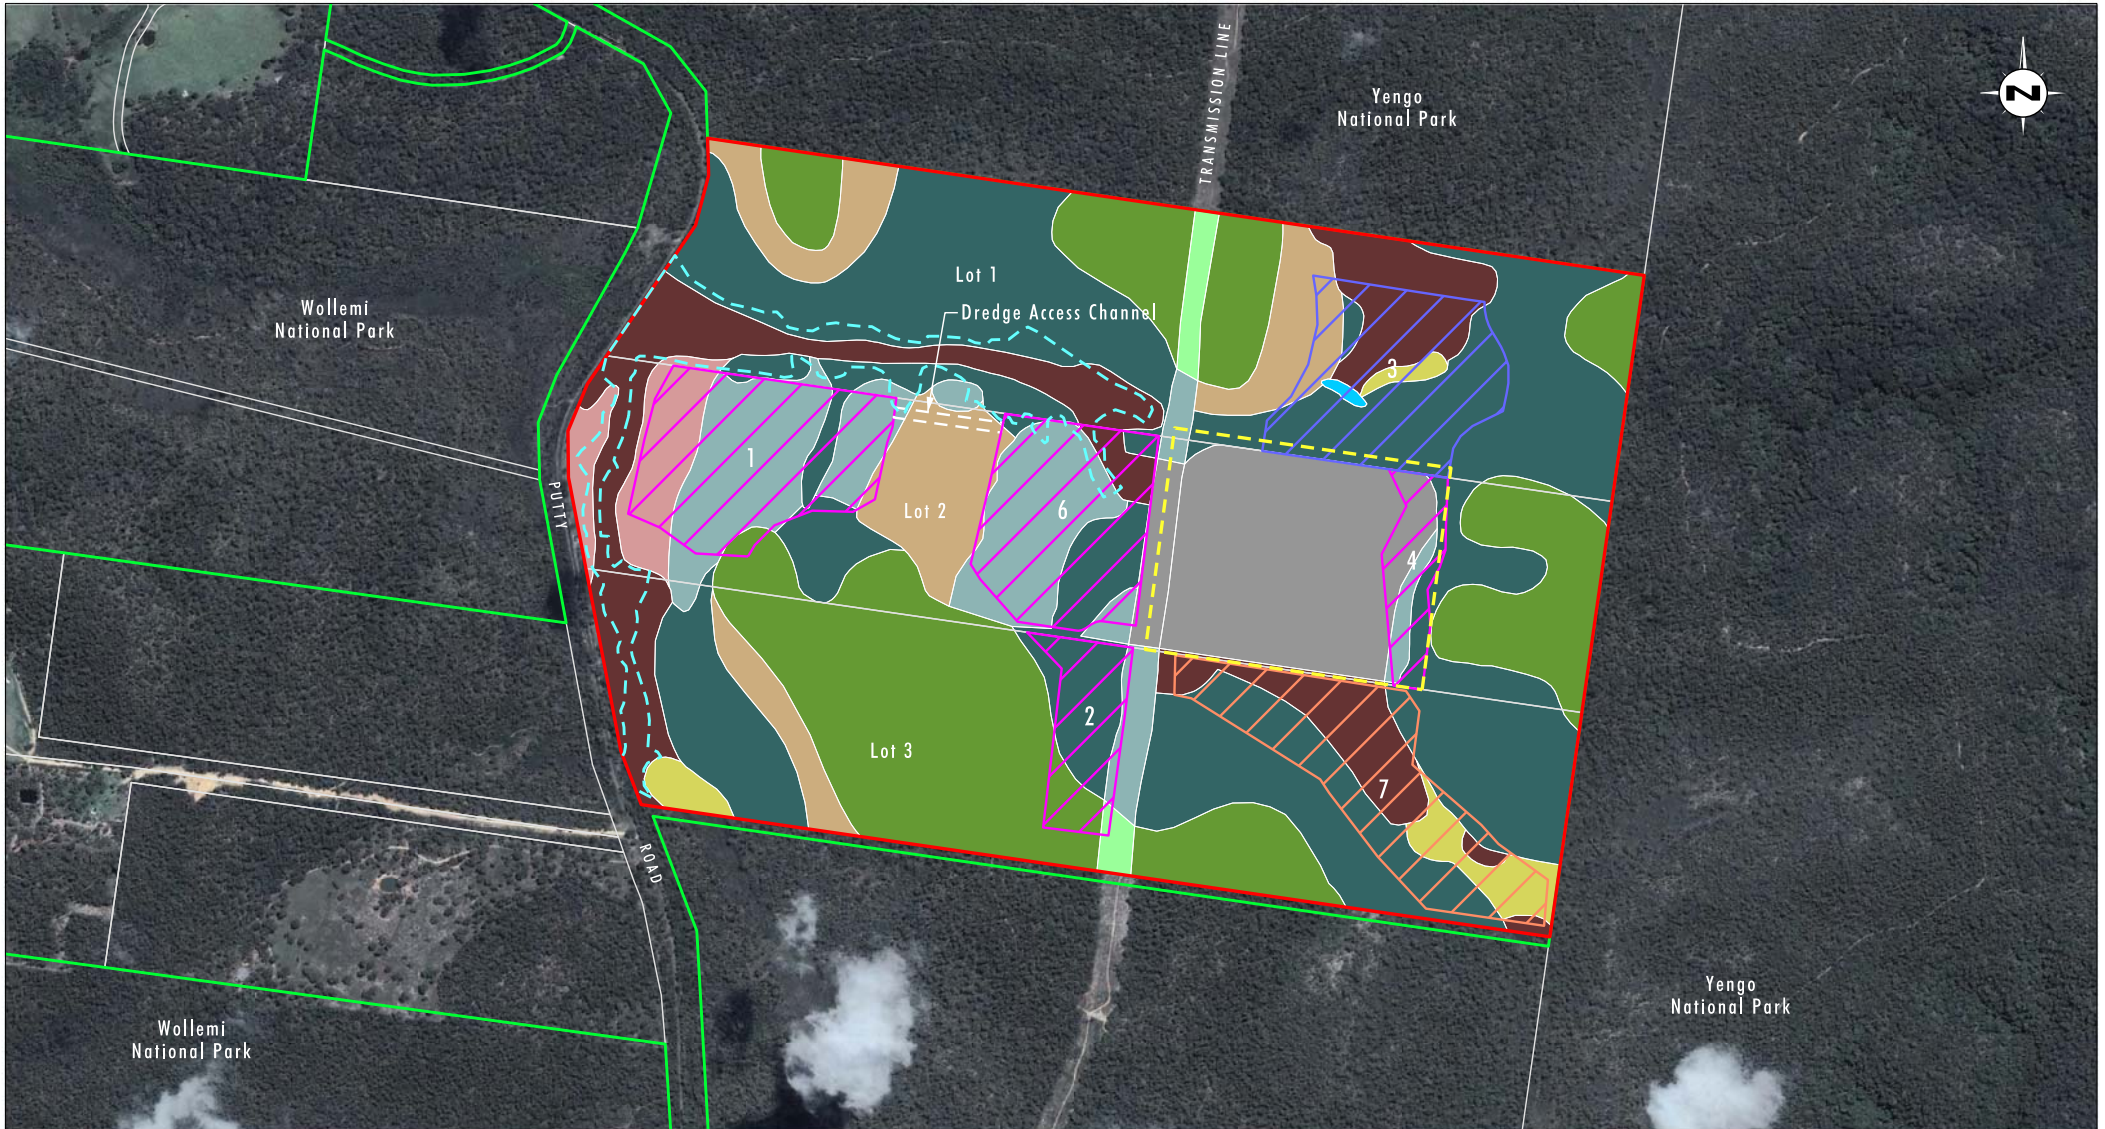 TRANSMISSION LINE
Yengo
National Park
N
Lot 1
Wollemi
National Park
Dredge Access Channel
3
1
PUTTY
Lot 2
6
4
2
Lot 3
7
ROAD
Yengo
National Park
Wollemi
National Park